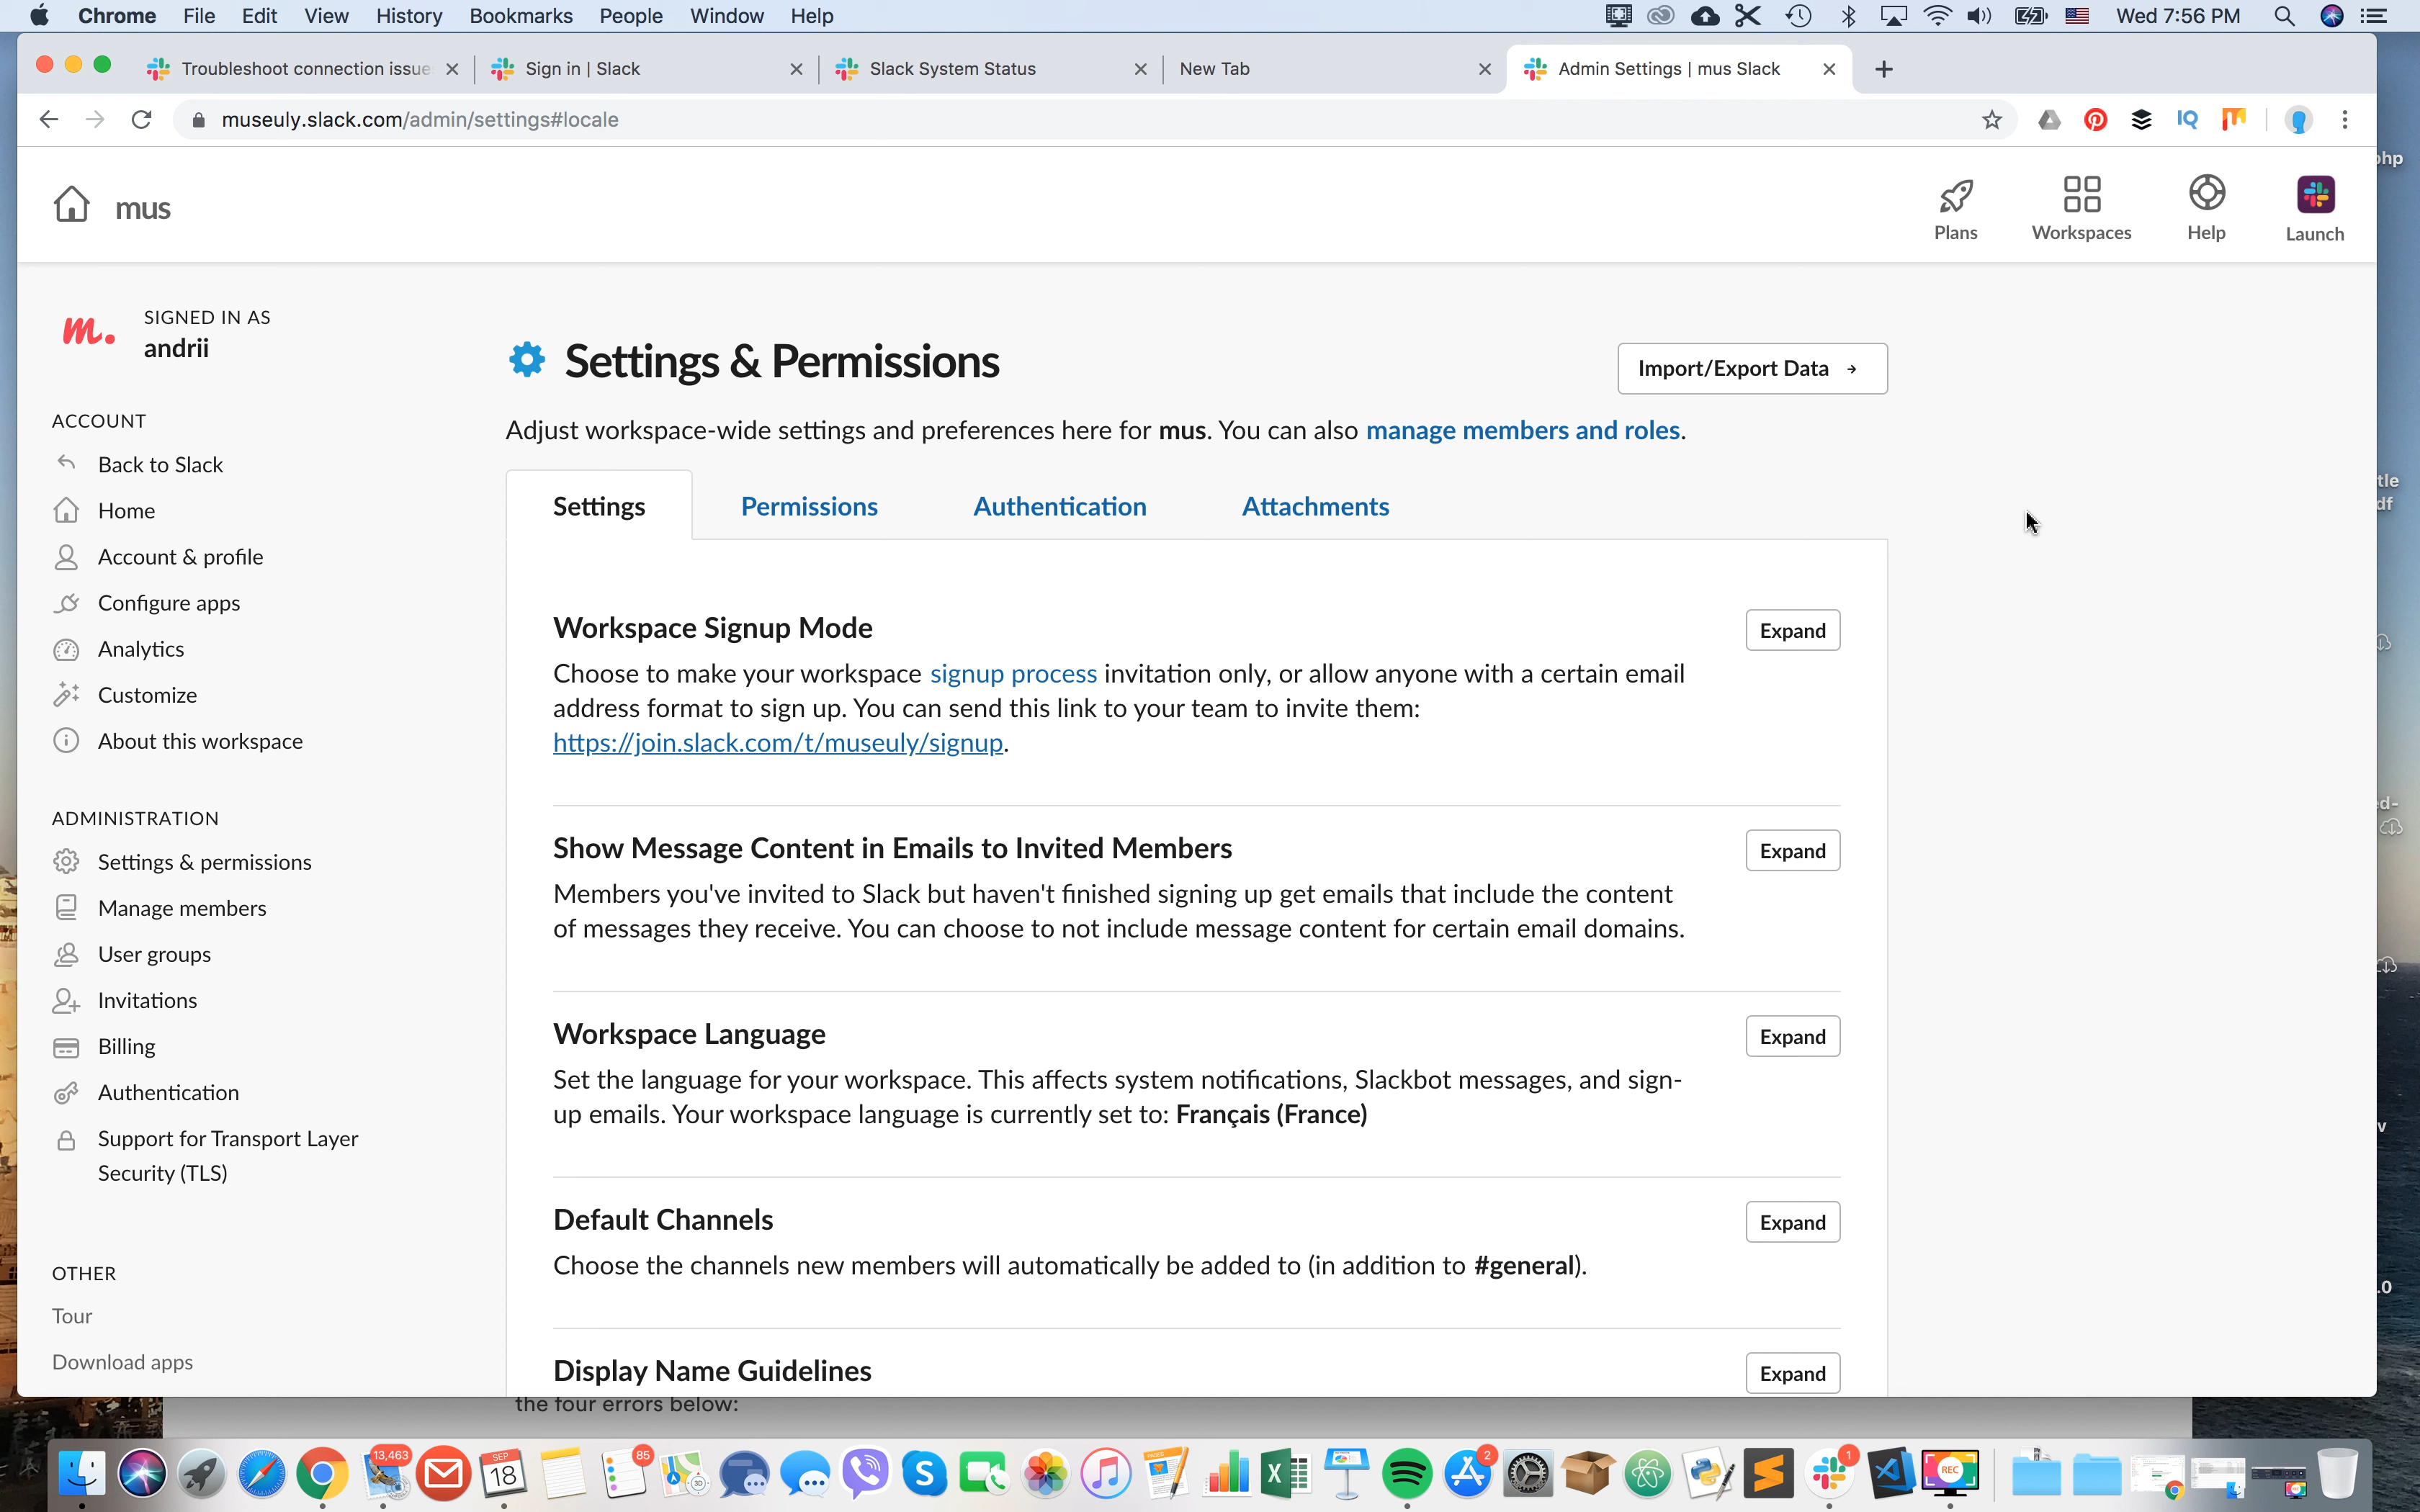 Chrome File Edit View History Bookmarks People Window Help Wed 7:56 PM
Troubleshoot connection issue Sign in | Slack Slack System Status New Tab Admin Settings | mus Slack
museuly.slack.com/admin/settings#locale
IQ
php
mus
Plans Workspaces Help Launch
m.
SIGNED IN AS
andrii
ACCOUNT
Back to Slack
Home
Account & profile
Configure apps
Analytics
Customize
About this workspace
ADMINISTRATION
Settings & permissions
Manage members
User groups
Invitations
Billing
Authentication
Support for Transport Layer
Security (TLS)
OTHER
Tour
Download apps
Settings & Permissions
Import/Export Data →
Adjust workspace-wide settings and preferences here for mus. You can also manage members and roles.
Settings Permissions Authentication Attachments
Workspace Signup Mode
Expand
Choose to make your workspace signup process invitation only, or allow anyone with a certain email
address format to sign up. You can send this link to your team to invite them:
https://join.slack.com/t/museuly/signup.
Show Message Content in Emails to Invited Members
Expand
Members you've invited to Slack but haven't finished signing up get emails that include the content
of messages they receive. You can choose to not include message content for certain email domains.
Workspace Language
Expand
Set the language for your workspace. This affects system notifications, Slackbot messages, and sign-
up emails. Your workspace language is currently set to: Français (France)
Default Channels
Expand
Choose the channels new members will automatically be added to (in addition to #general).
Display Name Guidelines
Expand
the four errors below:
13,463
SEP
18
85
3D
2
1
REC